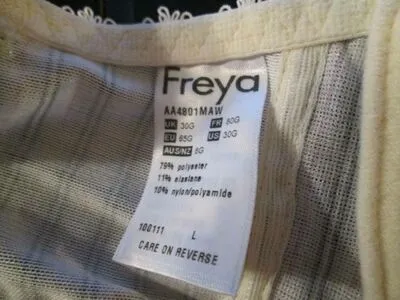 Freya
AA4801MAW
UK 30G FR 80G
EU 65G US 30G
AUS/NZ 8G
79% polyester
11% elastane
10% nylon/polyamide
100111 L
CARE ON REVERSE